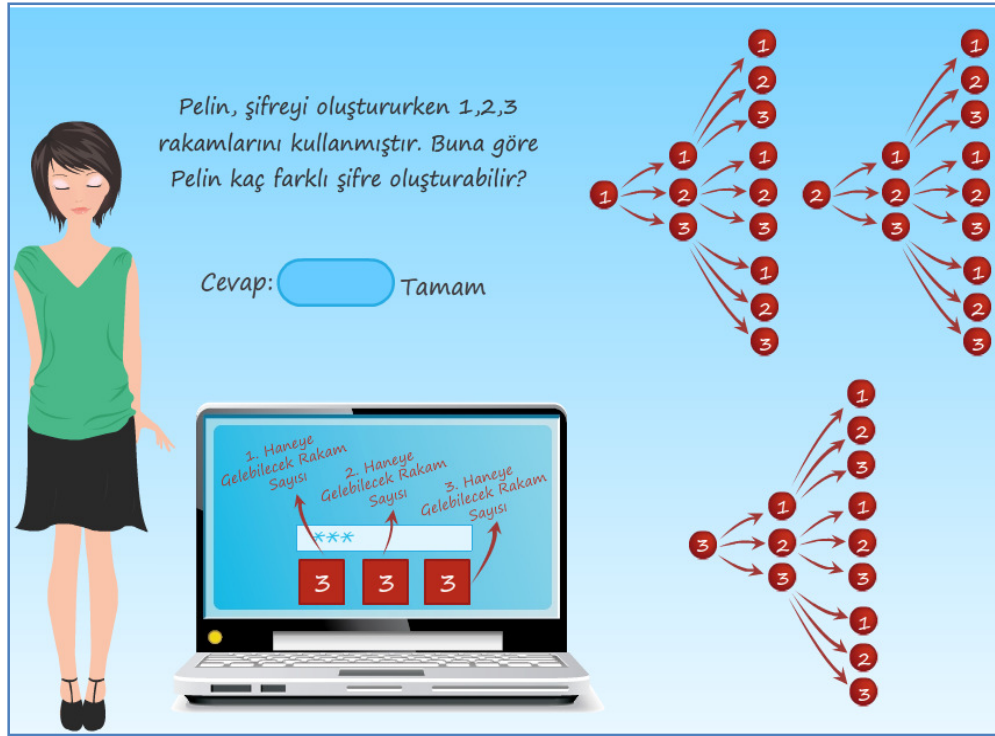 Pelin, şifreyi oluştururken 1,2,3
rakamlarını kullanmıştır. Buna göre
Pelin kaç farklı şifre oluşturabilir?
Cevap:
Tamam
1
1
2
3
1
2
3
1
2
3
1
2
3
2
1
2
3
1
2
3
1
2
3
1
2
3
1. Haneye
Gelebilecek Rakam
Sayısı
2. Haneye
Gelebilecek Rakam
Sayısı
3. Haneye
Gelebilecek Rakam
Sayısı
***
3 3 3
3
1
2
3
1
2
3
1
2
3
1
2
3